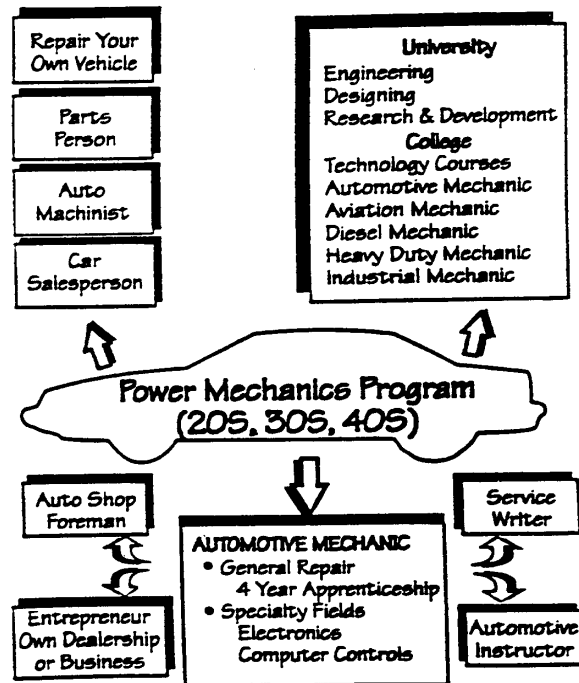 Repair Your
Own Vehicle
Parts
Person
Auto
Machinist
Car
Salesperson
University
Engineering
Designing
Research & Development
College
Technology Courses
Automotive Mechanic
Aviation Mechanic
Diesel Mechanic
Heavy Duty Mechanic
Industrial Mechanic
Power Mechanics Program
(20S, 30S, 40S)
Auto Shop
Foreman
Entrepreneur
Own Dealership
or Business
AUTOMOTIVE MECHANIC
• General Repair
4 Year Apprenticeship
• Specialty Fields
Electronics
Computer Controls
Service
Writer
Automotive
Instructor